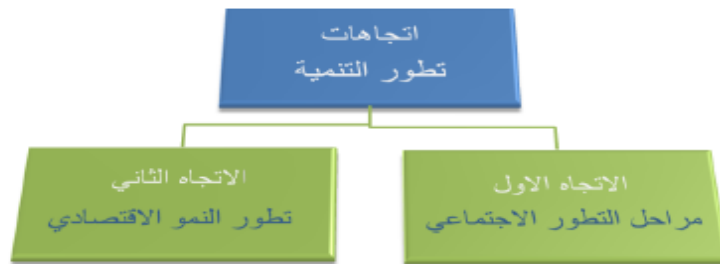 اتجاهات
تطور التنمية
الاتجاه الاول
مراحل التطور الاجتماعي
الاتجاه الثاني
تطور النمو الاقتصادي